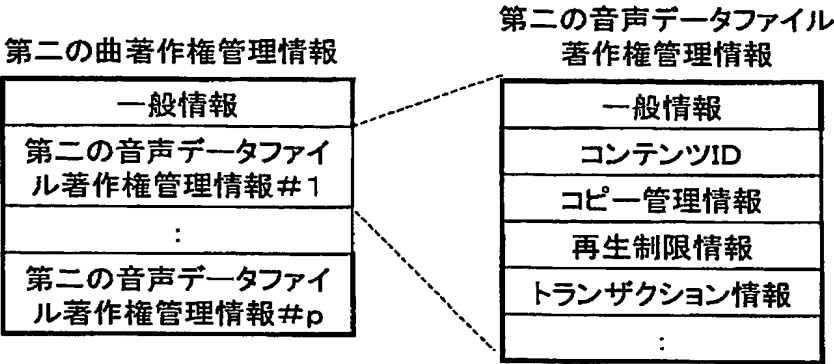 第二の曲著作権管理情報
一般情報
第二の音声データファイ
ル著作権管理情報#1
:
第二の音声データファイ
ル著作権管理情報#p
第二の音声データファイル
著作権管理情報
一般情報
コンテンツID
コピー管理情報
再生制限情報
トランザクション情報
: